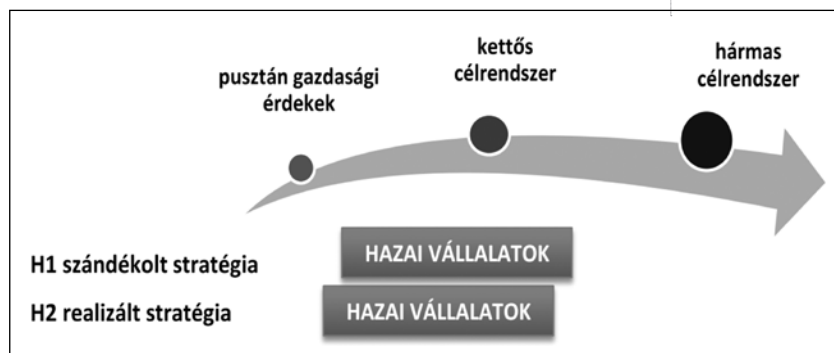 pusztán gazdasági
érdekek
kettős
célrendszer
hármas
célrendszer
H1 szándékolt stratégia
HAZAI VÁLLALATOK
H2 realizált stratégia
HAZAI VÁLLALATOK